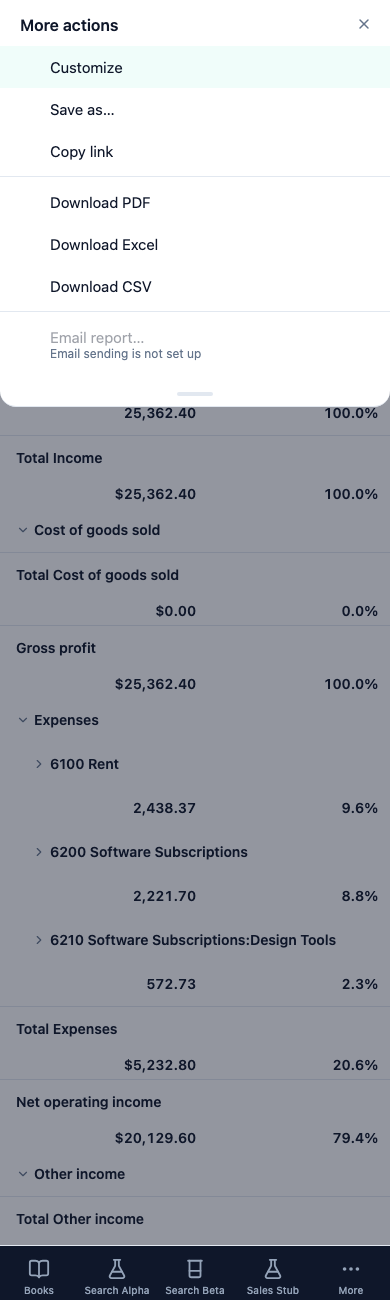 More actions
Customize
Save as...
Copy link
Download PDF
Download Excel
Download CSV
Email report...
Email sending is not set up
25,362.40 100.0%
Total Income
$25,362.40 100.0%
Cost of goods sold
Total Cost of goods sold
$0.00 0.0%
Gross profit
$25,362.40 100.0%
Expenses
6100 Rent
2,438.37 9.6%
6200 Software Subscriptions
2,221.70 8.8%
6210 Software Subscriptions:Design Tools
572.73 2.3%
Total Expenses
$5,232.80 20.6%
Net operating income
$20,129.60 79.4%
Other income
Total Other income
Books Search Alpha Search Beta Sales Stub More